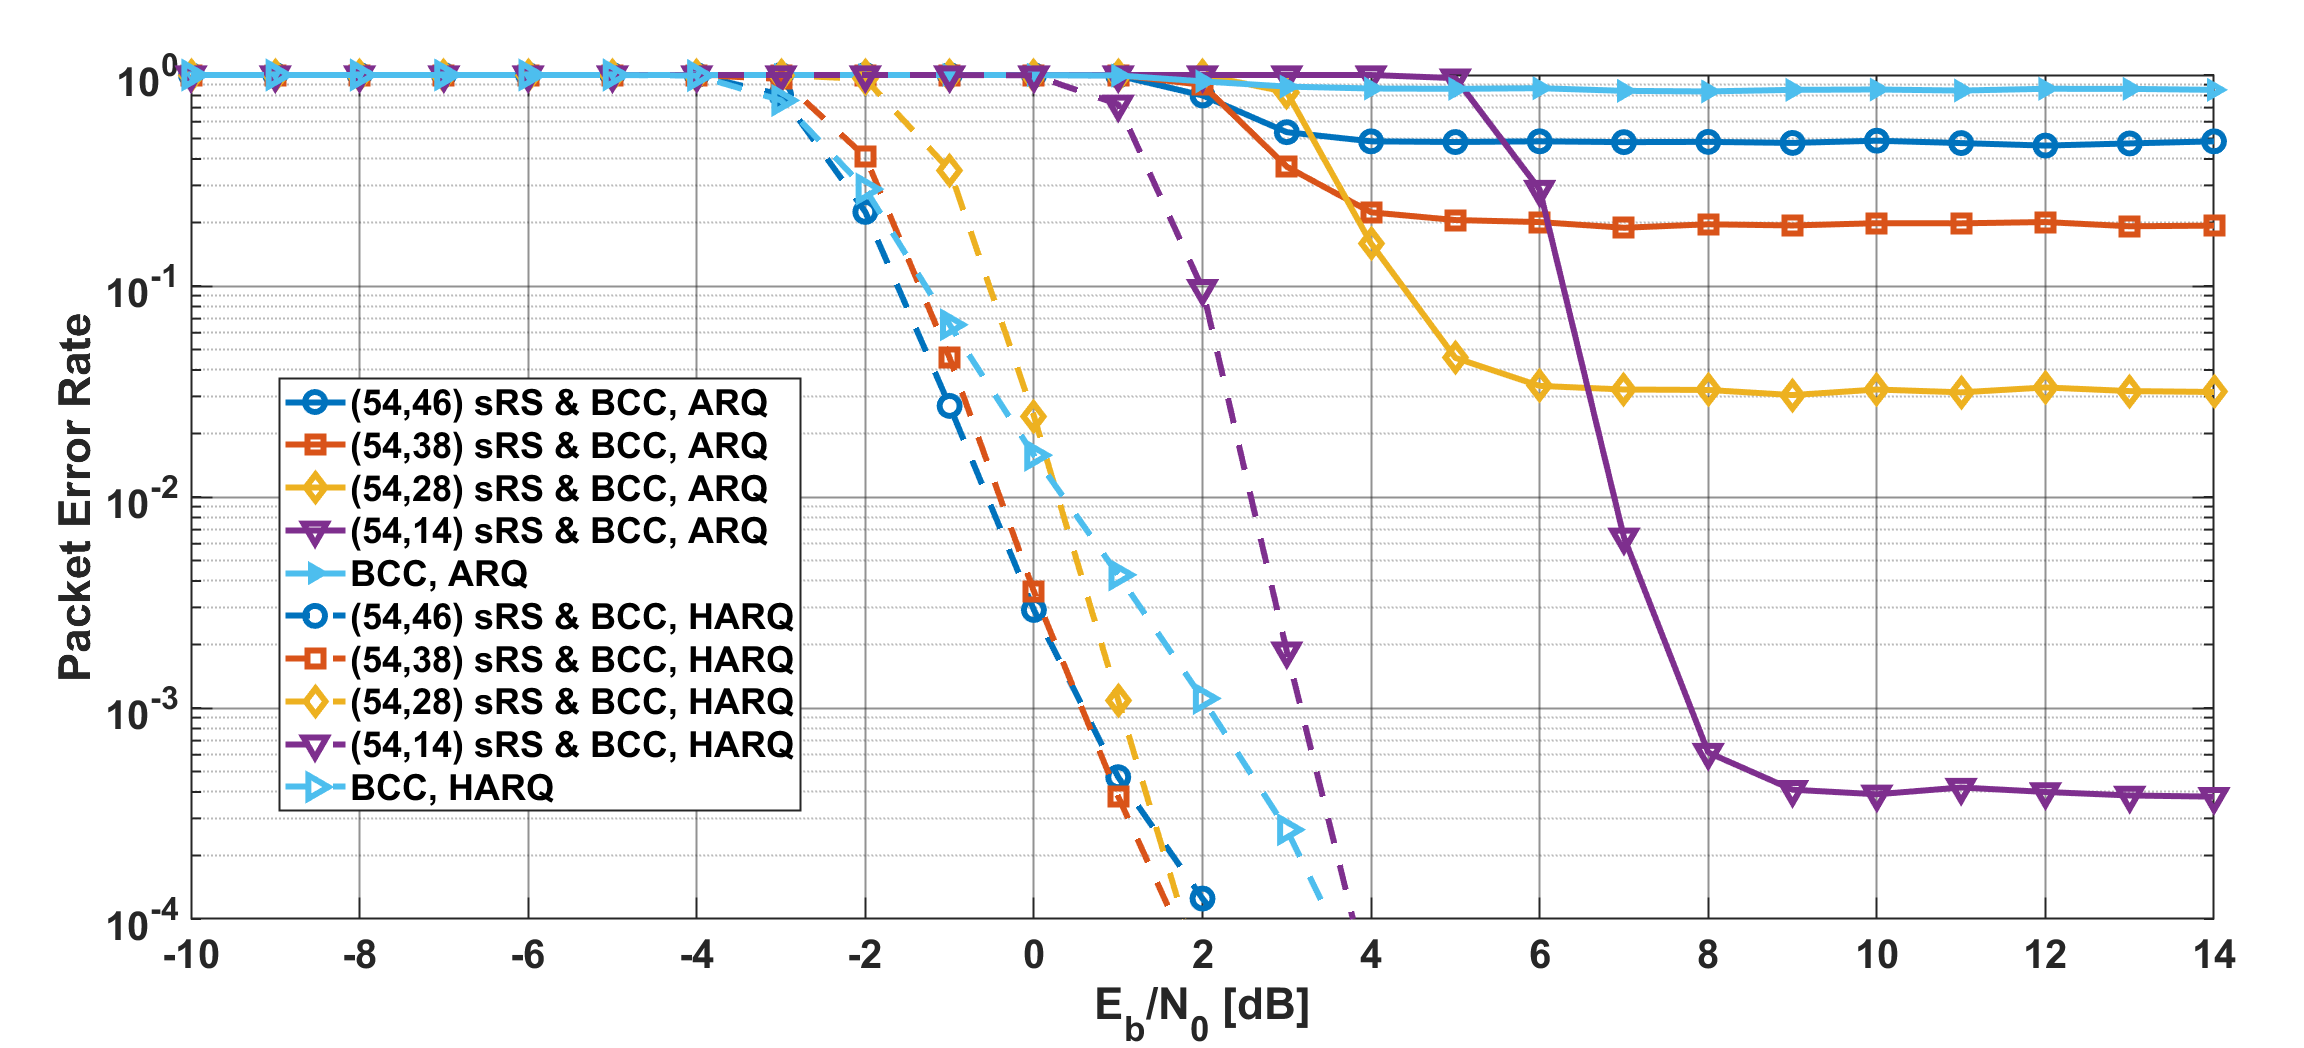 10^0
10^-1
10^-2
10^-3
10^-4
Packet Error Rate
(54,46) sRS & BCC, ARQ
(54,38) sRS & BCC, ARQ
(54,28) sRS & BCC, ARQ
(54,14) sRS & BCC, ARQ
BCC, ARQ
(54,46) sRS & BCC, HARQ
(54,38) sRS & BCC, HARQ
(54,28) sRS & BCC, HARQ
(54,14) sRS & BCC, HARQ
BCC, HARQ
-10 -8 -6 -4 -2 0 2 4 6 8 10 12 14
E_b/N_0 [dB]